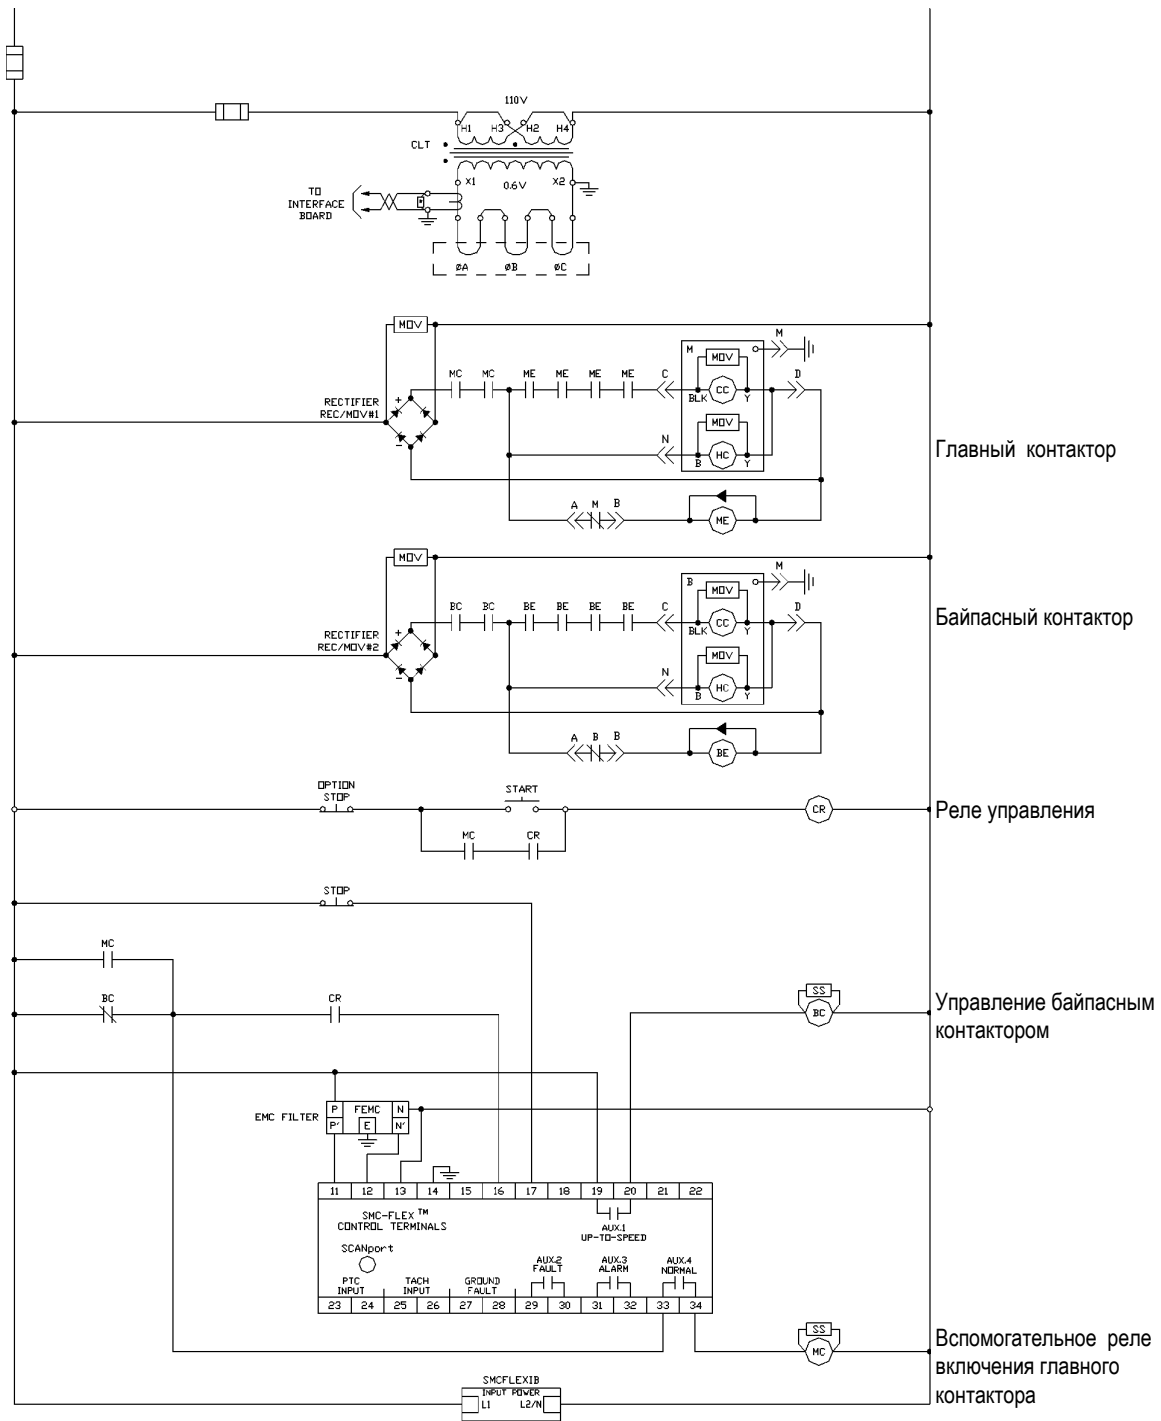 110V
H1 H3 H2 H4
CLT
X1 0.6V X2
TO
INTERFACE
BOARD
ØA ØB ØC
MOV
M
M
MOV
MC MC ME ME ME ME C CC D
BLK Y
RECTIFIER
REC/MOV#1
+
-
MOV
N HC
B Y
Главный контактор
A M B
ME
MOV
M
B
MOV
BC BC BE BE BE BE C CC D
BLK Y
Байпасный контактор
RECTIFIER
REC/MOV#2
+
-
MOV
N HC
B Y
A B B
BE
OPTION
STOP
START
CR
Реле управления
MC CR
STOP
MC
BC CR
SS
BC
Управление байпасным
контактором
EMC FILTER
P FEMC N
P' E N'
11 12 13 14 15 16 17 18 19 20 21 22
SMC-FLEX™
CONTROL TERMINALS
AUX.1
UP-TO-SPEED
SCANport
PTC
INPUT
TACH
INPUT
GROUND
FAULT
AUX.2
FAULT
AUX.3
ALARM
AUX.4
NORMAL
23 24 25 26 27 28 29 30 31 32 33 34
SS
MC
Вспомогательное реле
включения главного
контактора
SMCFLEXIB
INPUT POWER
L1 L2/N